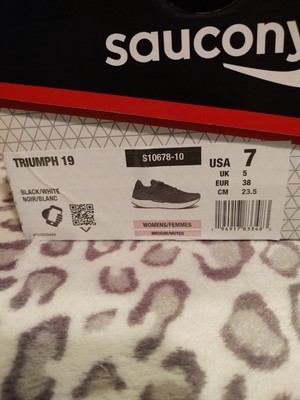 saucony
TRIUMPH 19
S10678-10
USA 7
UK 5
EUR 38
CM 23.5
BLACK/WHITE
NOIR/BLANC
WOMENS/FEMMES